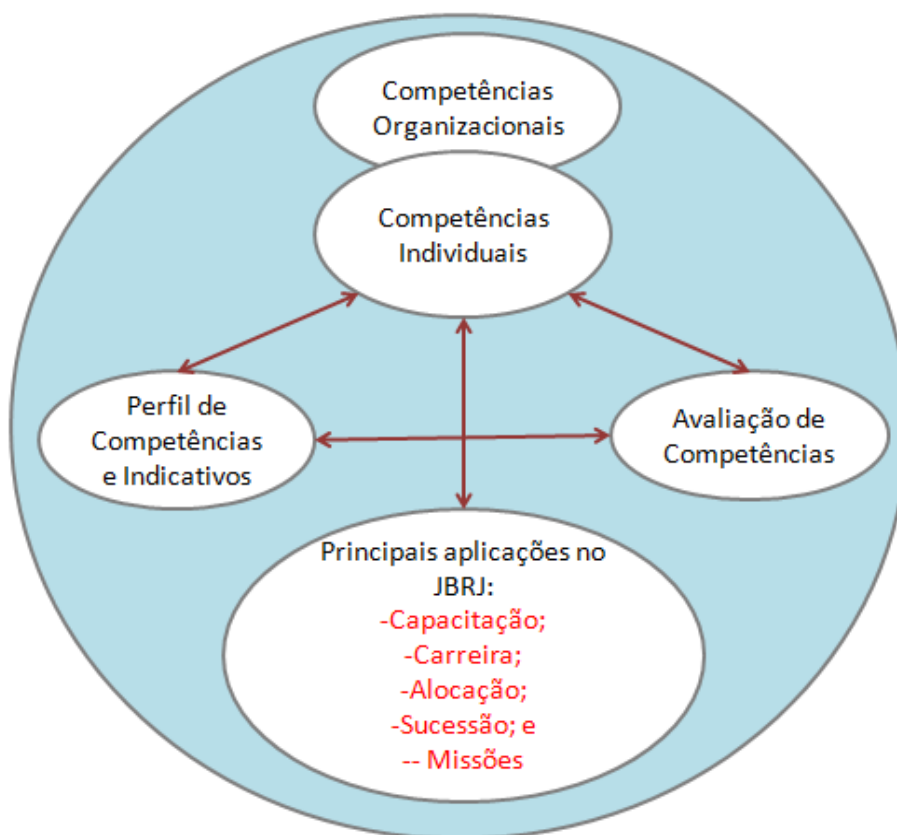 Competências
Organizacionais
Competências
Individuais
Perfil de
Competências
e Indicativos
Avaliação de
Competências
Principais aplicações no
JBRJ:
-Capacitação;
-Carreira;
-Alocação;
-Sucessão; e
-- Missões